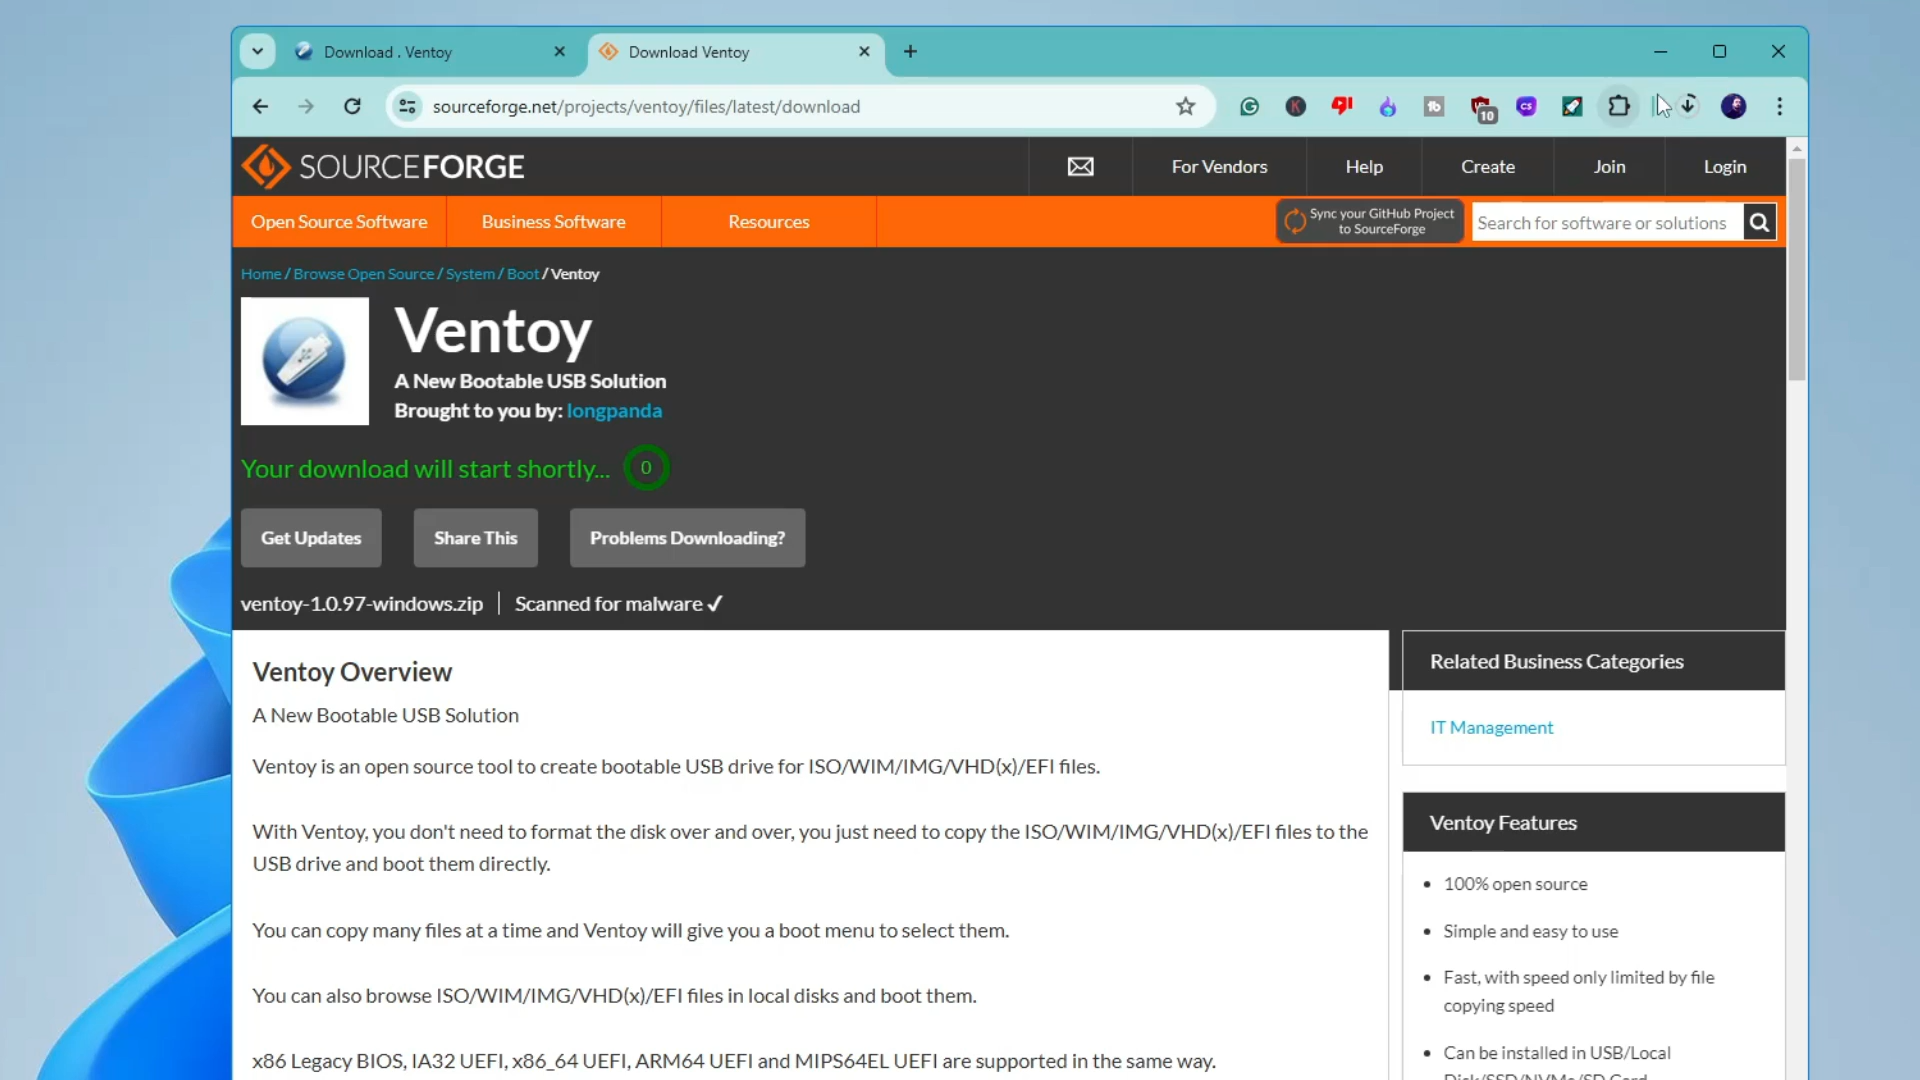 Download . Ventoy
Download Ventoy
sourceforge.net/projects/ventoy/files/latest/download
10
SOURCEFORGE
For Vendors
Help
Create
Join
Login
Open Source Software
Business Software
Resources
Sync your GitHub Project
to SourceForge
Search for software or solutions
Home / Browse Open Source / System / Boot / Ventoy
Ventoy
A New Bootable USB Solution
Brought to you by: longpanda
Your download will start shortly... 0
Get Updates
Share This
Problems Downloading?
ventoy-1.0.97-windows.zip
Scanned for malware ✓
Ventoy Overview
A New Bootable USB Solution
Ventoy is an open source tool to create bootable USB drive for ISO/WIM/IMG/VHD(x)/EFI files.
With Ventoy, you don't need to format the disk over and over, you just need to copy the ISO/WIM/IMG/VHD(x)/EFI files to the
USB drive and boot them directly.
You can copy many files at a time and Ventoy will give you a boot menu to select them.
You can also browse ISO/WIM/IMG/VHD(x)/EFI files in local disks and boot them.
x86 Legacy BIOS, IA32 UEFI, x86_64 UEFI, ARM64 UEFI and MIPS64EL UEFI are supported in the same way.
Related Business Categories
IT Management
Ventoy Features
• 100% open source
• Simple and easy to use
• Fast, with speed only limited by file
copying speed
• Can be installed in USB/Local
Disk/SSD/NVMe/SD Card